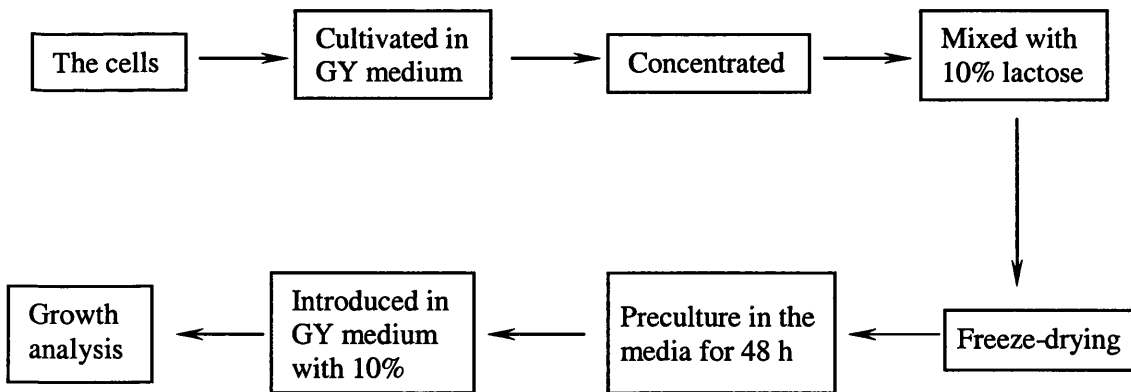 The cells
Cultivated in
GY medium
Concentrated
Mixed with
10% lactose
Freeze-drying
Preculture in the
media for 48 h
Introduced in
GY medium
with 10%
Growth
analysis